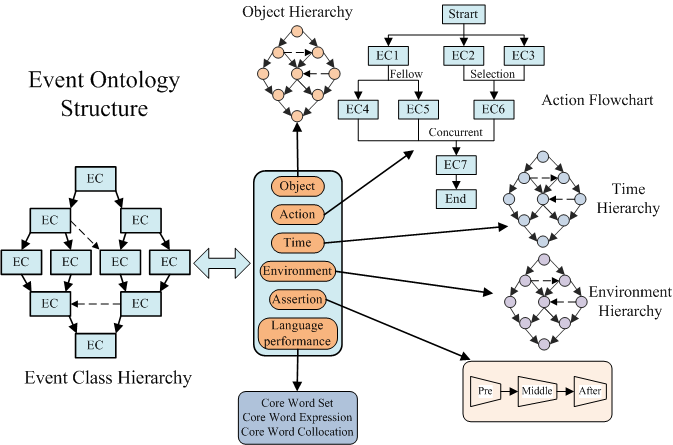 Object Hierarchy
Strart
EC1
EC2
EC3
Fellow
Selection
EC4
EC5
EC6
Action Flowchart
Concurrent
EC7
End
Event Ontology
Structure
EC
EC
EC
EC
EC
EC
EC
EC
EC
EC
Event Class Hierarchy
Object
Action
Time
Environment
Assertion
Language
performance
Time
Hierarchy
Environment
Hierarchy
Pre
Middle
After
Core Word Set
Core Word Expression
Core Word Collocation